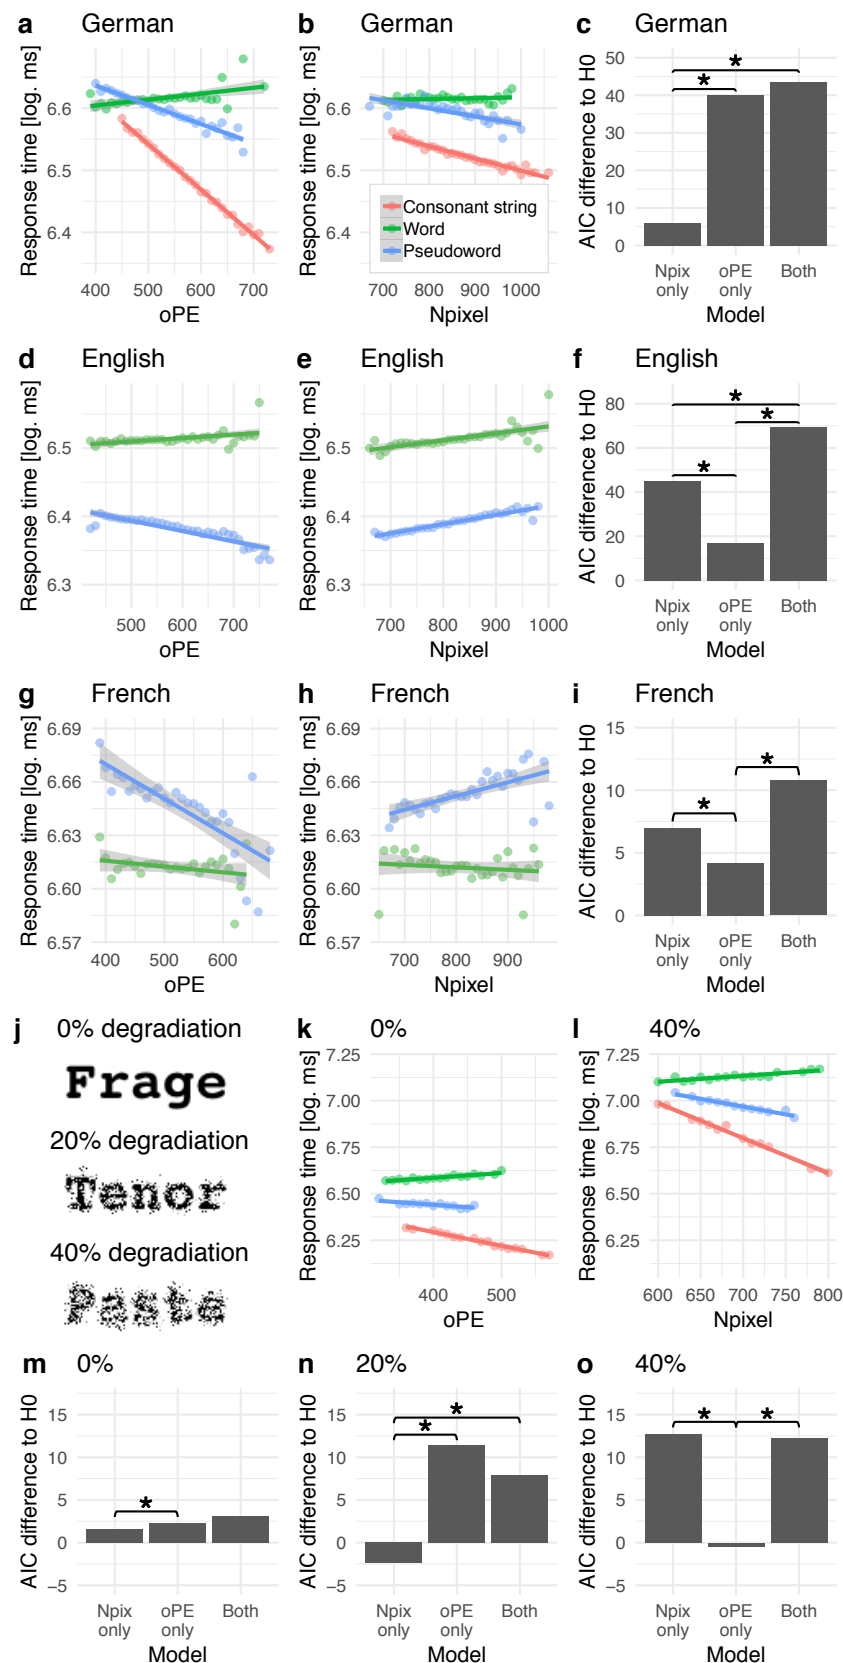 a German
Response time [log. ms]
6.6
6.5
6.4
400 500 600 700
oPE
b German
Response time [log. ms]
6.6
6.5
6.4
Consonant string
Word
Pseudoword
700 800 900 1000
Npixel
c German
AIC difference to H0
50
40
30
20
10
0
* *
Npix only
oPE only
Both
Model
d English
Response time [log. ms]
6.5
6.4
6.3
500 600 700
oPE
e English
Response time [log. ms]
6.5
6.4
6.3
700 800 900 1000
Npixel
f English
AIC difference to H0
80
60
40
20
0
* * *
Npix only
oPE only
Both
Model
g French
Response time [log. ms]
6.69
6.66
6.63
6.60
6.57
400 500 600
oPE
h French
Response time [log. ms]
6.69
6.66
6.63
6.60
6.57
700 800 900
Npixel
i French
AIC difference to H0
15
10
5
0
* *
Npix only
oPE only
Both
Model
j 0% degradation
Frage
20% degradation
Tenor
40% degradation
Paste
k 0%
Response time [log. ms]
7.25
7.00
6.75
6.50
6.25
400 500
oPE
l 40%
Response time [log. ms]
7.25
7.00
6.75
6.50
6.25
600 650 700 750 800
Npixel
m 0%
AIC difference to H0
15
10
5
0
−5
*
Npix only
oPE only
Both
Model
n 20%
AIC difference to H0
15
10
5
0
−5
* *
Npix only
oPE only
Both
Model
o 40%
AIC difference to H0
15
10
5
0
−5
* *
Npix only
oPE only
Both
Model